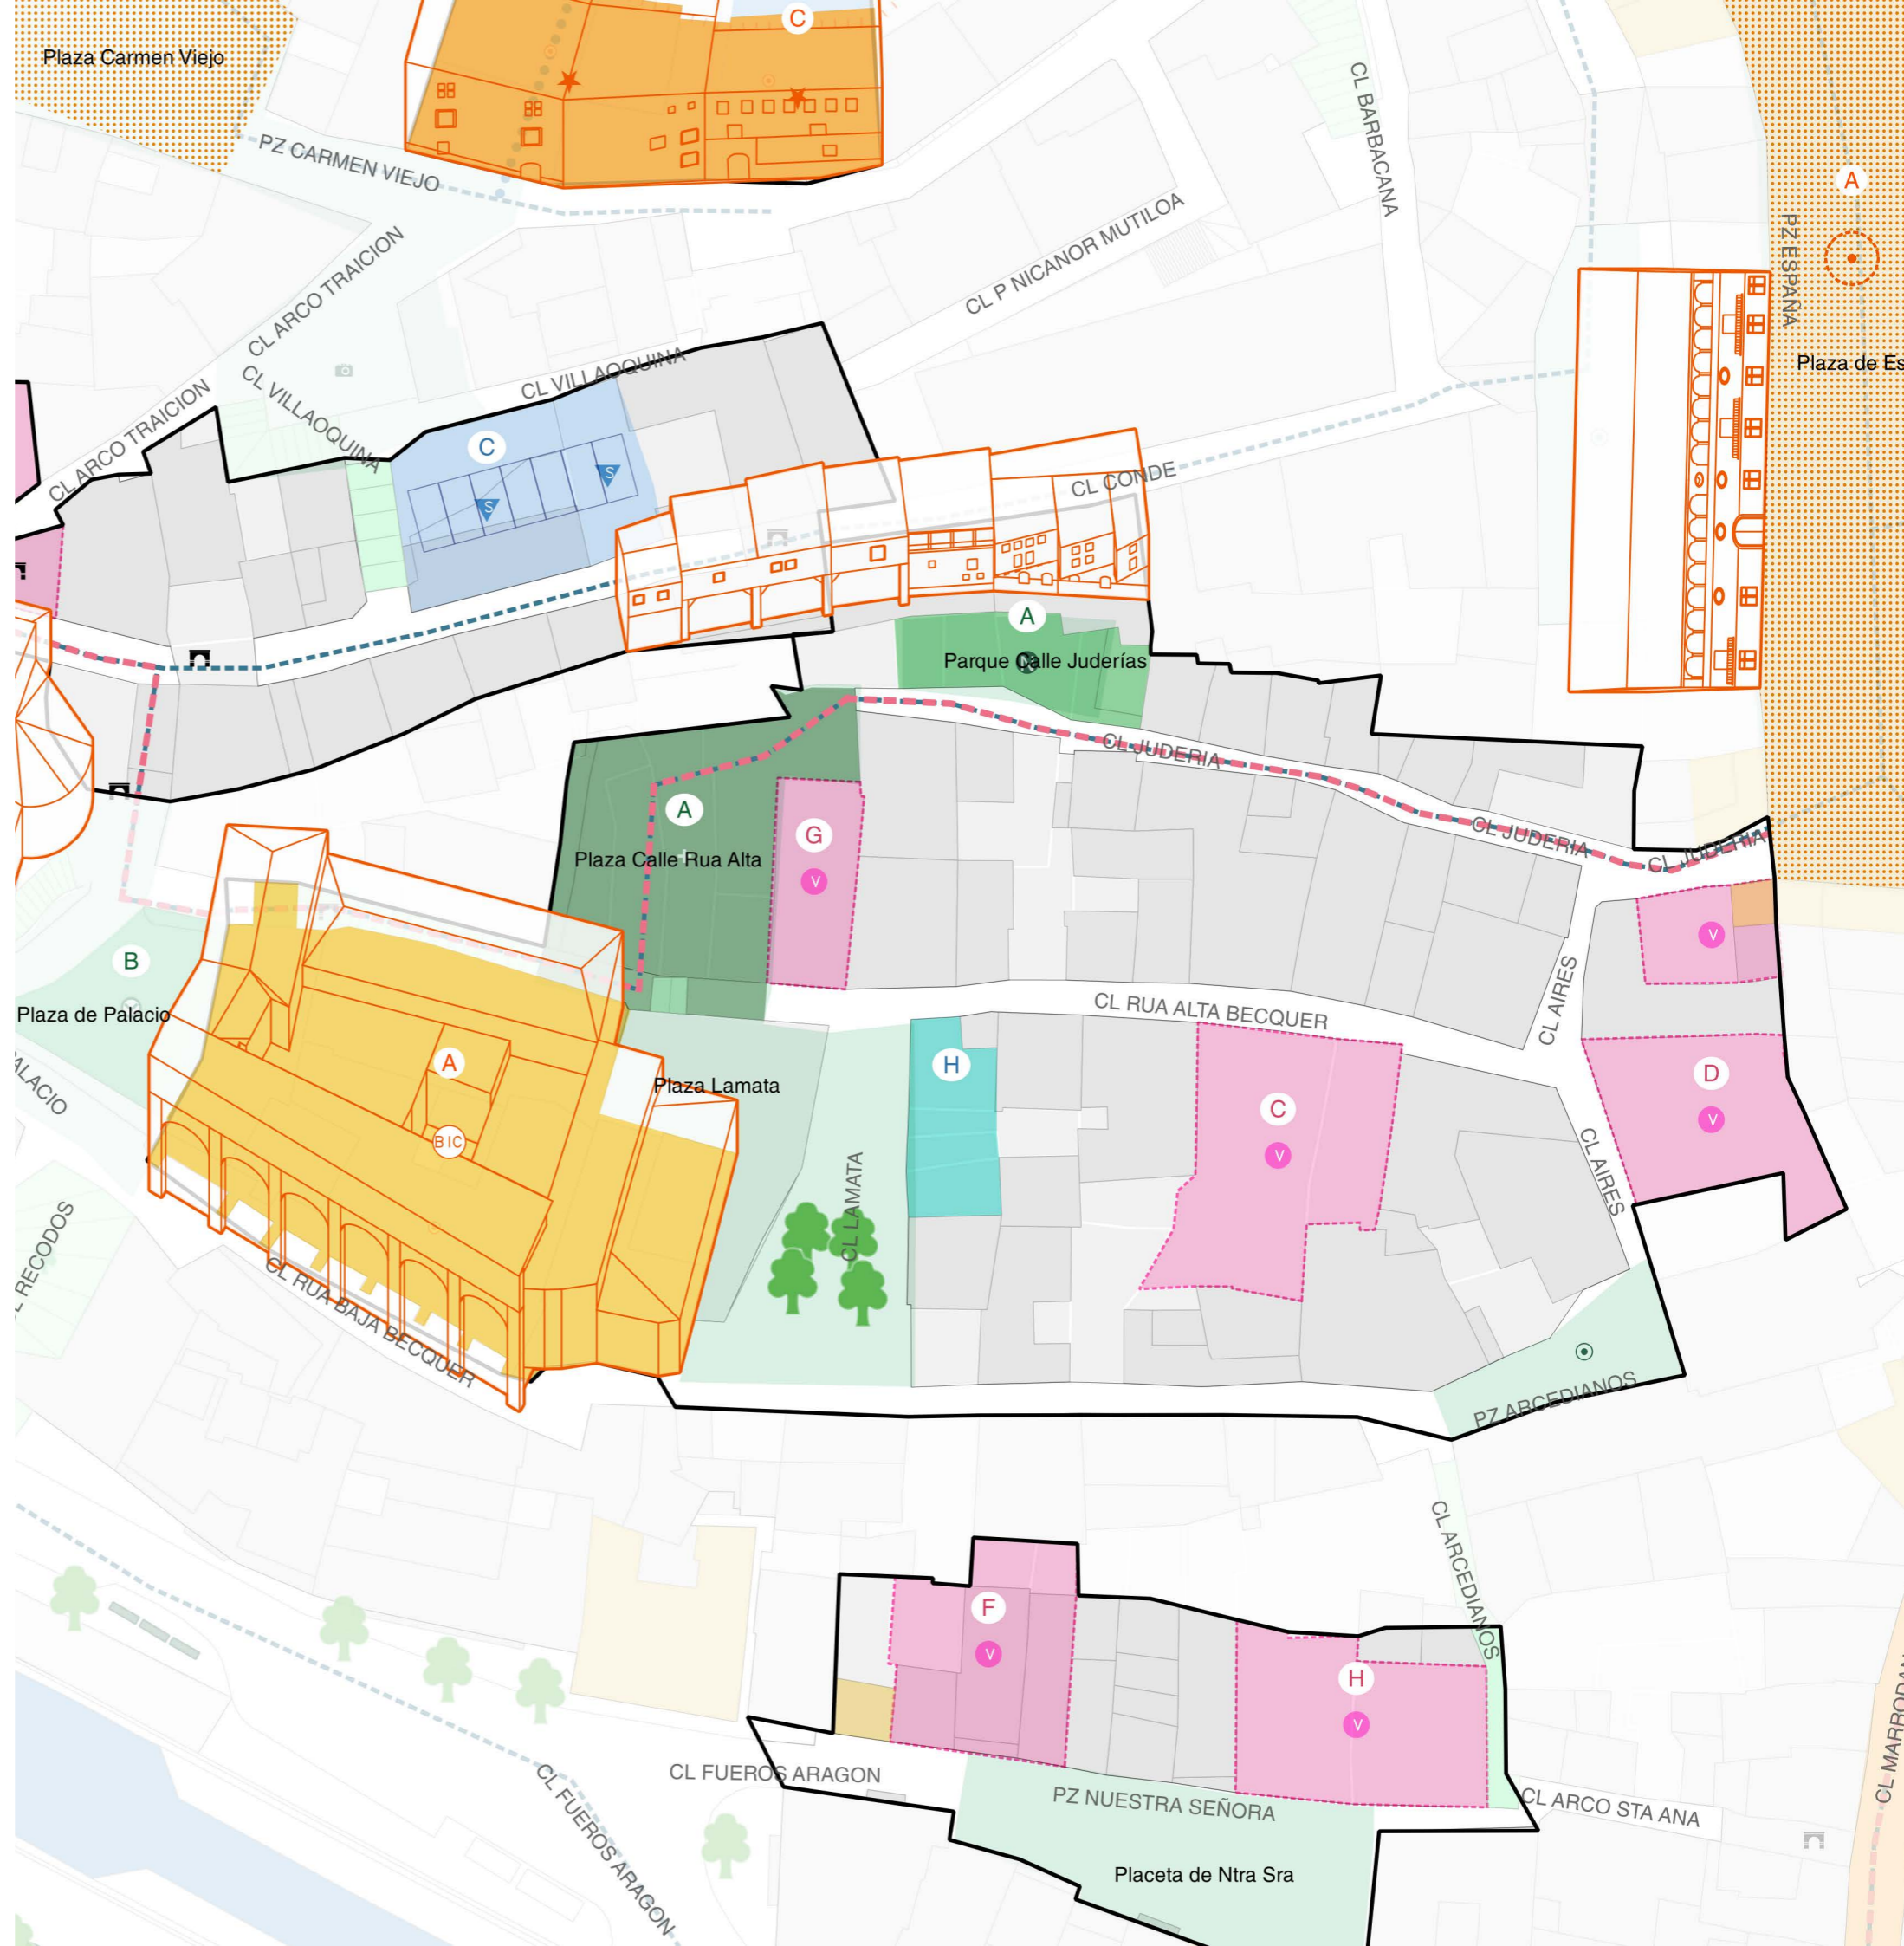 C
Plaza Carmen Viejo
PZ CARMEN VIEJO
CL BARBACANA
A
PZ ESPAÑA
CL P NICANOR MUTILOA
CL ARCO TRAICION
Plaza de Es
CL VILLAOQUINA
CL VILLAOQUINA
CL ARCO TRAICION
C
S
S
CL CONDE
A
Parque Calle Juderías
CL JUDERIA
A
G
CL JUDERIA
CL JUDERIA
Plaza Calle Rua Alta
V
V
B
CL AIRES
Plaza de Palacio
CL RUA ALTA BECQUER
A
H
D
Plaza Lamata
ALACIO
C
V
BIC
V
CL AIRES
CL LAMATA
RECODOS
CL RUA BAJA BECQUER
PZ ARCEDIANOS
CL ARCEDIANOS
F
V
H
V
CL MARRODAN
CL FUEROS ARAGON
PZ NUESTRA SEÑORA
CL ARCO STA ANA
CL FUEROS ARAGON
Placeta de Ntra Sra